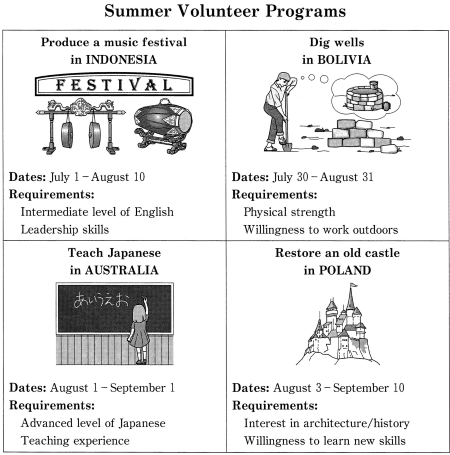 Summer Volunteer Programs
Produce a music festival
in INDONESIA
FESTIVAL
Dates: July 1 – August 10
Requirements:
Intermediate level of English
Leadership skills
Dig wells
in BOLIVIA
Dates: July 30 – August 31
Requirements:
Physical strength
Willingness to work outdoors
Teach Japanese
in AUSTRALIA
あいうえお
Dates: August 1 – September 1
Requirements:
Advanced level of Japanese
Teaching experience
Restore an old castle
in POLAND
Dates: August 3 – September 10
Requirements:
Interest in architecture/history
Willingness to learn new skills